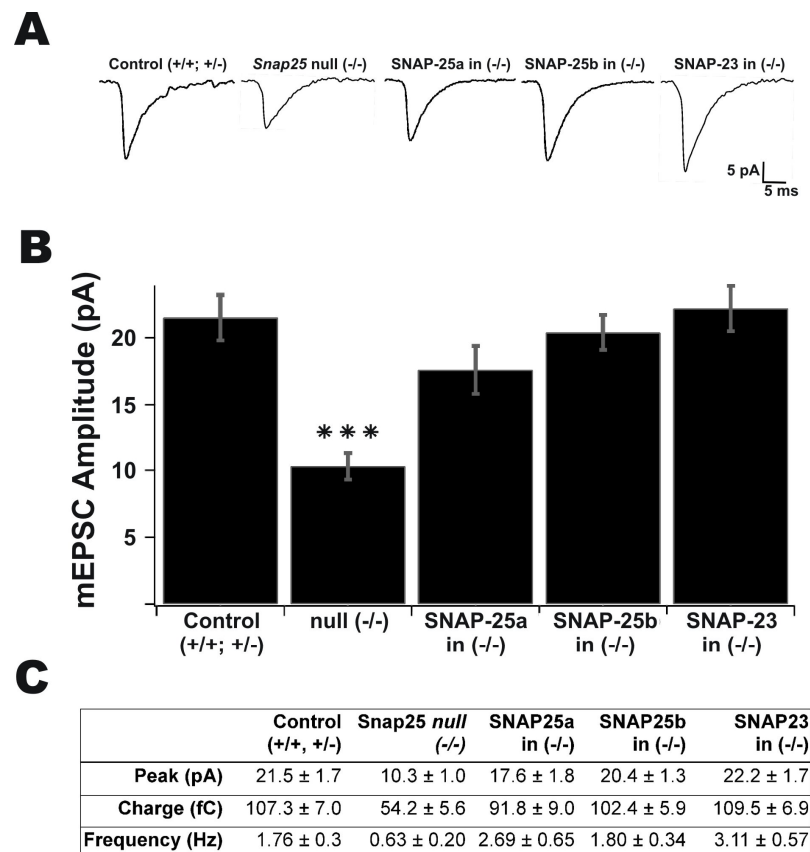 A
Control (+/+; +/-) Snap25 null (-/-) SNAP-25a in (-/-) SNAP-25b in (-/-) SNAP-23 in (-/-)
5 pA
5 ms
B
mEPSC Amplitude (pA)
20
15
10
5
***
Control null (-/-) SNAP-25a SNAP-25b SNAP-23
(+/+; +/-) in (-/-) in (-/-) in (-/-)
C
Control Snap25 null SNAP25a SNAP25b SNAP23
(+/+, +/-) (-/-) in (-/-) in (-/-) in (-/-)
Peak (pA) 21.5 ± 1.7 10.3 ± 1.0 17.6 ± 1.8 20.4 ± 1.3 22.2 ± 1.7
Charge (fC) 107.3 ± 7.0 54.2 ± 5.6 91.8 ± 9.0 102.4 ± 5.9 109.5 ± 6.9
Frequency (Hz) 1.76 ± 0.3 0.63 ± 0.20 2.69 ± 0.65 1.80 ± 0.34 3.11 ± 0.57